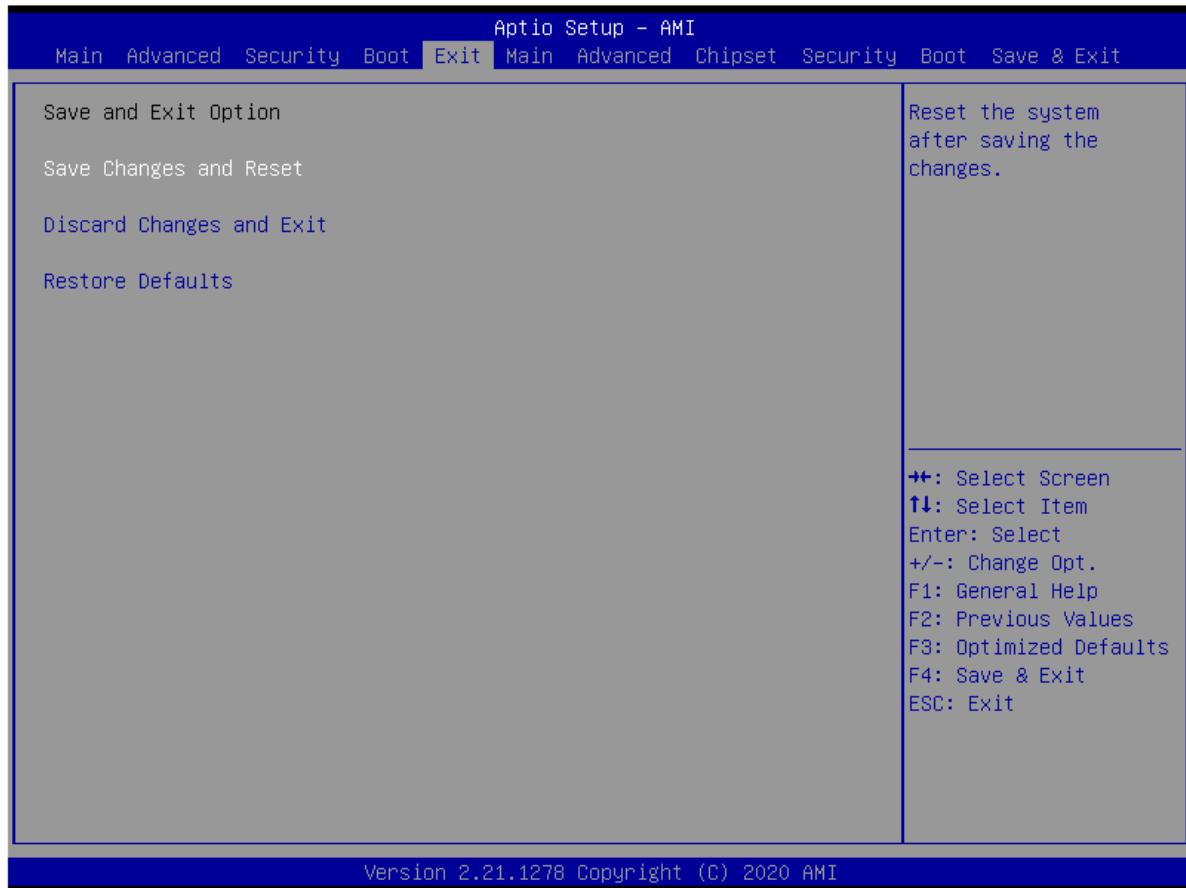 Aptio Setup – AMI
Main Advanced Security Boot Exit Main Advanced Chipset Security Boot Save & Exit
Save and Exit Option
Save Changes and Reset
Discard Changes and Exit
Restore Defaults
Reset the system
after saving the
changes.
→←: Select Screen
↑↓: Select Item
Enter: Select
+/-: Change Opt.
F1: General Help
F2: Previous Values
F3: Optimized Defaults
F4: Save & Exit
ESC: Exit
Version 2.21.1278 Copyright (C) 2020 AMI